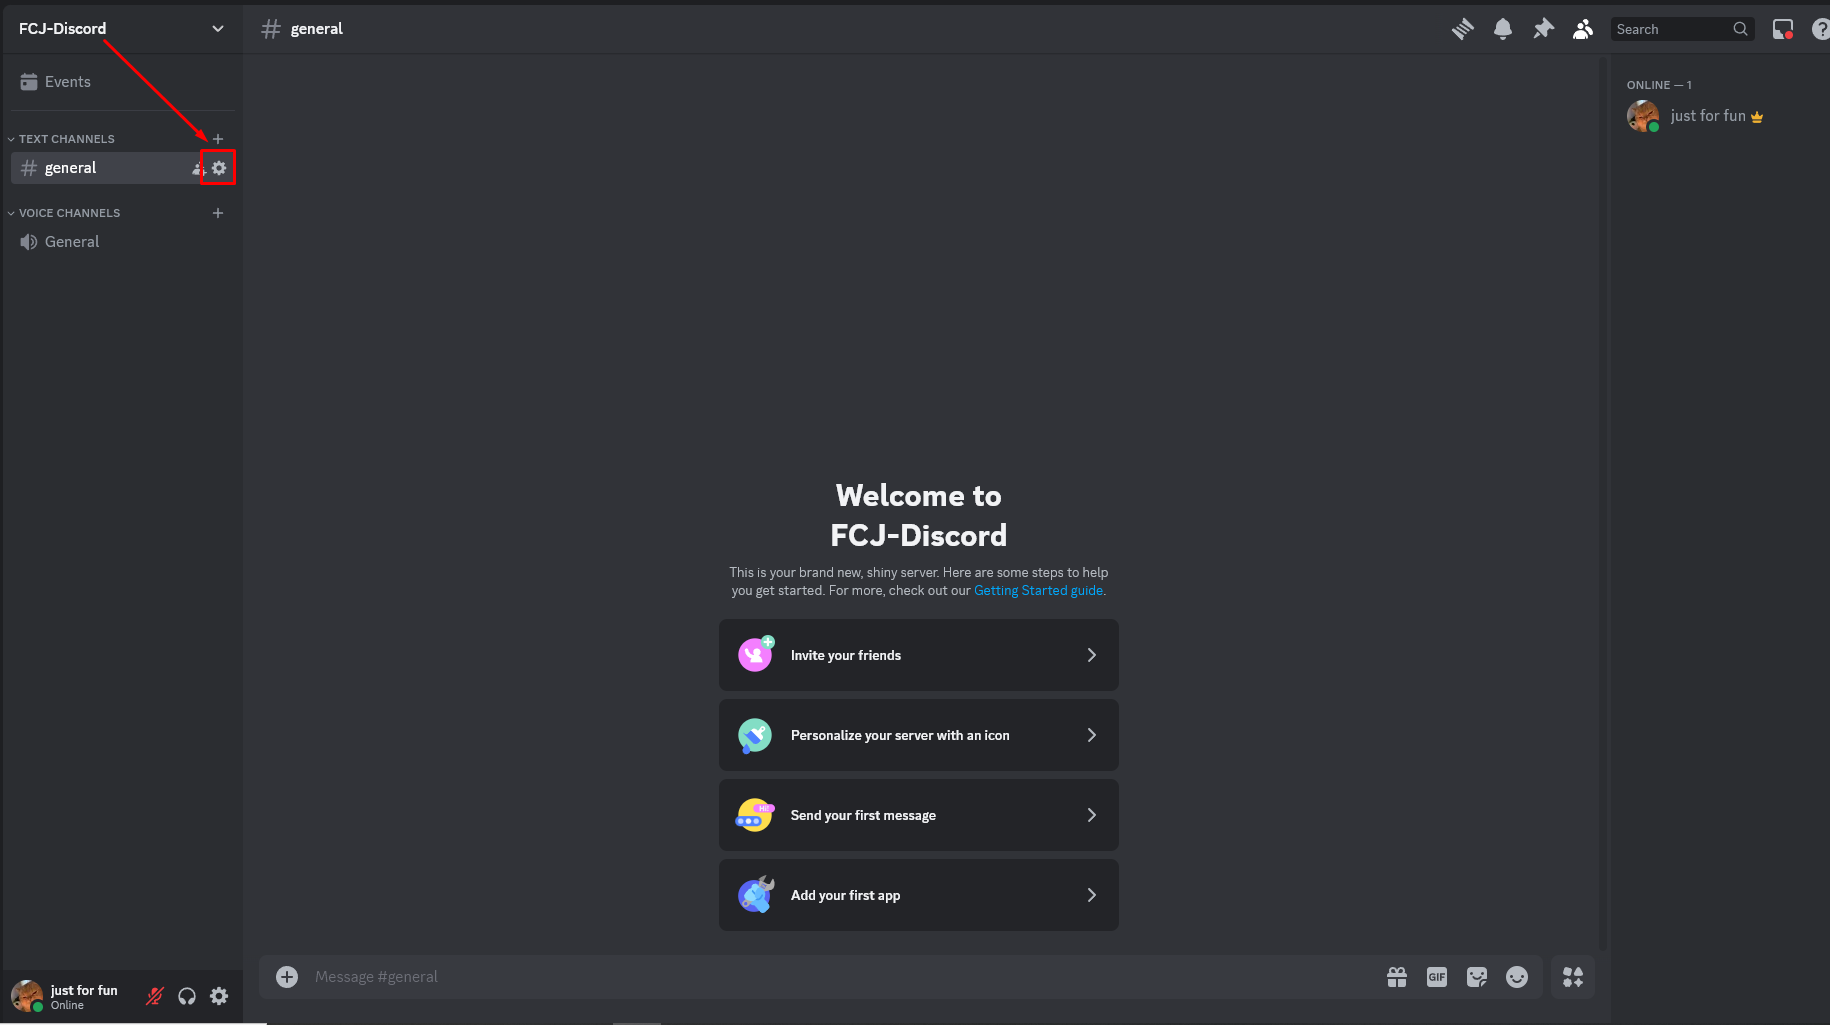 FCJ-Discord
general
Search
Events
TEXT CHANNELS
general
VOICE CHANNELS
General
ONLINE — 1
just for fun
Welcome to
FCJ-Discord
This is your brand new, shiny server. Here are some steps to help
you get started. For more, check out our Getting Started guide.
Invite your friends
Personalize your server with an icon
Hi!
Send your first message
Add your first app
Message #general
GIF
just for fun
Online